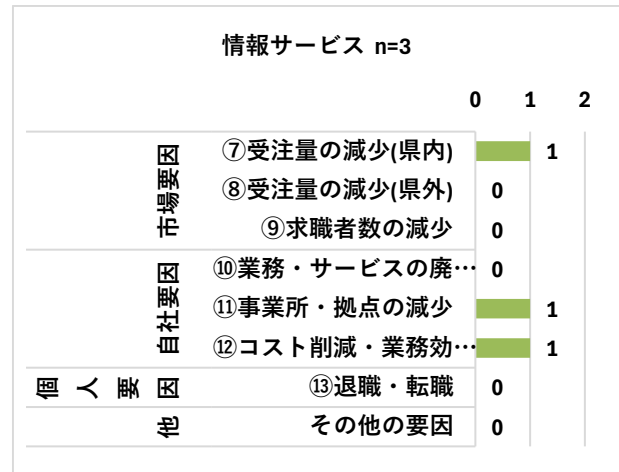 情報サービス n=3
0 1 2
市場要因
⑦受注量の減少(県内) 1
⑧受注量の減少(県外) 0
⑨求職者数の減少 0
自社要因
⑩業務・サービスの廃… 0
⑪事業所・拠点の減少 1
⑫コスト削減・業務効… 1
個人要因
⑬退職・転職 0
他
その他の要因 0